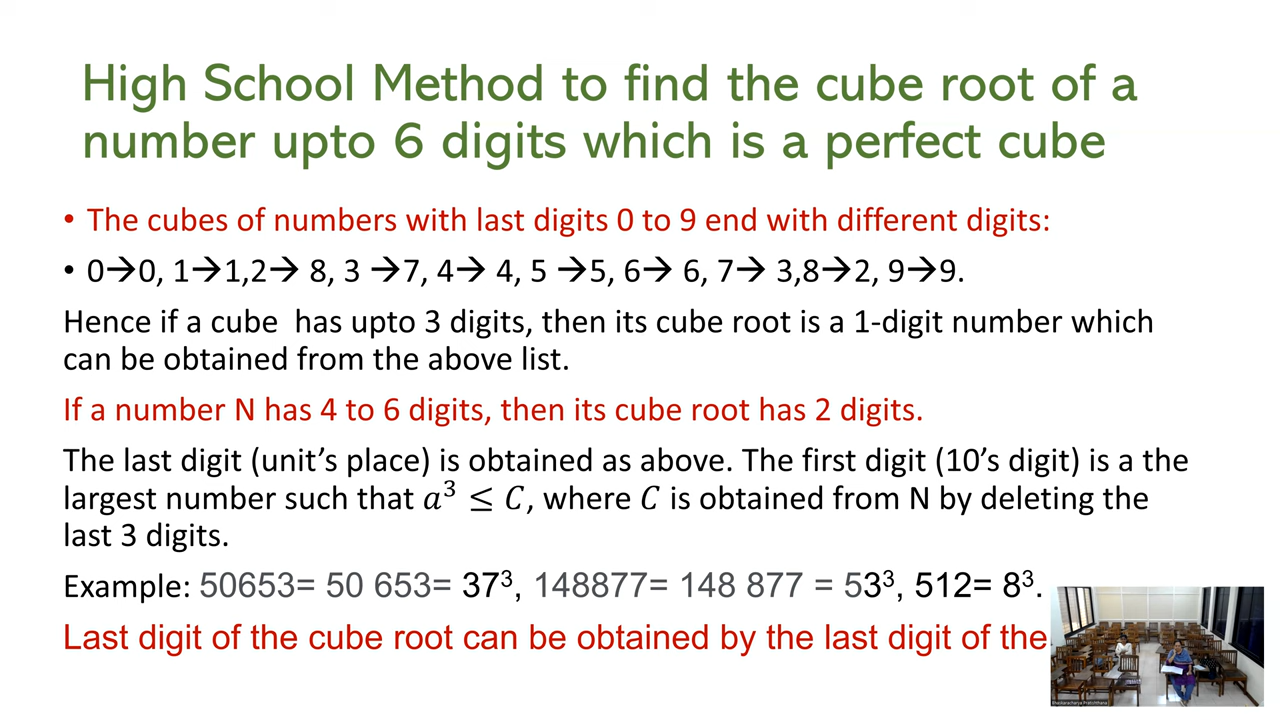 High School Method to find the cube root of a
number upto 6 digits which is a perfect cube
• The cubes of numbers with last digits 0 to 9 end with different digits:
• 0→0, 1→1,2→ 8, 3 →7, 4→ 4, 5 →5, 6→ 6, 7→ 3,8→2, 9→9.
Hence if a cube has upto 3 digits, then its cube root is a 1-digit number which
can be obtained from the above list.
If a number N has 4 to 6 digits, then its cube root has 2 digits.
The last digit (unit’s place) is obtained as above. The first digit (10’s digit) is a the
largest number such that 𝑎³ ≤ 𝐶, where 𝐶 is obtained from N by deleting the
last 3 digits.
Example: 50653= 50 653= 37³, 148877= 148 877 = 53³, 512= 8³.
Last digit of the cube root can be obtained by the last digit of the
Bhaskaracharya Pratishthana